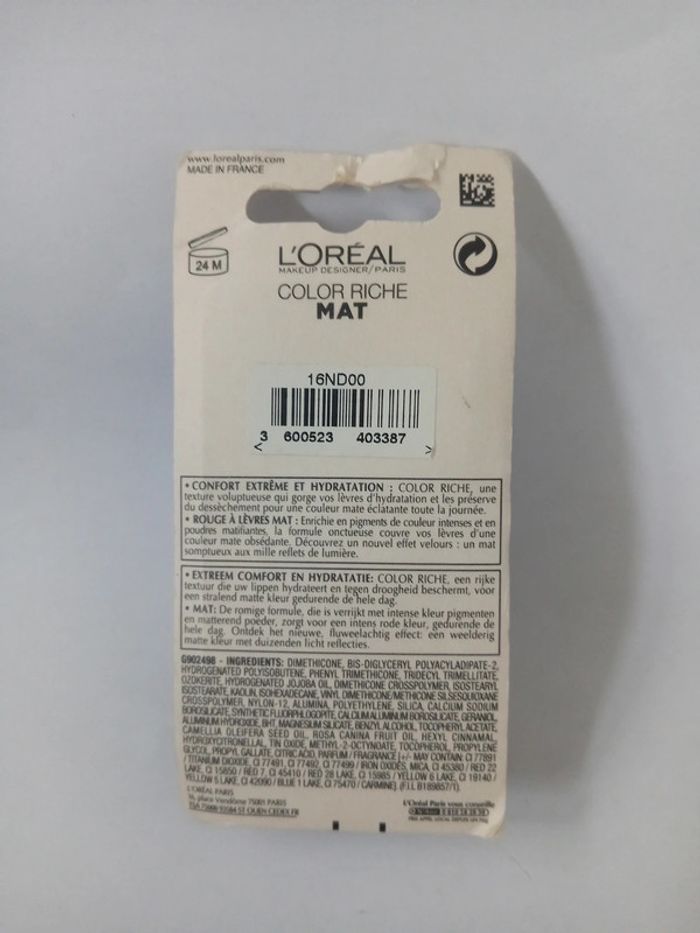 www.lorealparis.com
MADE IN FRANCE
24 M
L'ORÉAL
MAKEUP DESIGNER/PARIS
COLOR RICHE
MAT
16ND00
3 600523 403387
< >
• CONFORT EXTRÊME ET HYDRATATION : COLOR RICHE, une
texture voluptueuse qui gorge vos lèvres d'hydratation et les préserve
du dessèchement pour une couleur mate éclatante toute la journée.
• ROUGE À LÈVRES MAT : Enrichie en pigments de couleur intenses et en
poudres matifiantes, la formule onctueuse couvre vos lèvres d'une
couleur mate obsédante. Découvrez un nouvel effet velours : un mat
somptueux aux mille reflets de lumière.
• EXTREEM COMFORT EN HYDRATATIE: COLOR RICHE, een rijke
textuur die uw lippen hydrateert en tegen droogheid beschermt, voor
een stralend matte kleur gedurende de hele dag.
• MAT: De romige formule, die is verrijkt met intense kleur pigmenten
en matterend poeder, zorgt voor een intens rode kleur, gedurende de
hele dag. Ontdek het nieuwe, fluweelachtig effect: een weelderig
matte kleur met duizenden licht reflecties.
G902498 - INGREDIENTS: DIMETHICONE, BIS-DIGLYCERYL POLYACYLADIPATE-2,
HYDROGENATED POLYISOBUTENE, PHENYL TRIMETHICONE, TRIDECYL TRIMELLITATE,
OZOKERITE, HYDROGENATED JOJOBA OIL, DIMETHICONE CROSSPOLYMER, ISOSTEARYL
ISOSTEARATE, KAOLIN, ISOHEXADECANE, VINYL DIMETHICONE/METHICONE SILSESQUIOXANE
CROSSPOLYMER, NYLON-12, ALUMINA, POLYETHYLENE, SILICA, CALCIUM SODIUM
BOROSILICATE, SYNTHETIC FLUORPHLOGOPITE, CALCIUM ALUMINUM BOROSILICATE, GERANIOL,
ALUMINUM HYDROXIDE, BHT, MAGNESIUM SILICATE, BENZYL ALCOHOL, TOCOPHERYL ACETATE,
CAMELLIA OLEIFERA SEED OIL, ROSA CANINA FRUIT OIL, HEXYL CINNAMAL,
HYDROXYCITRONELLAL, TIN OXIDE, METHYL-2-OCTYNOATE, TOCOPHEROL, PROPYLENE
GLYCOL, PROPYL GALLATE, CITRIC ACID, PARFUM / FRAGRANCE [+/- MAY CONTAIN: CI 77891
/ TITANIUM DIOXIDE, CI 77491, CI 77492, CI 77499 / IRON OXIDES, MICA, CI 45380 / RED 22
LAKE, CI 15850 / RED 7, CI 45410 / RED 28 LAKE, CI 15985 / YELLOW 6 LAKE, CI 19140 /
YELLOW 5 LAKE, CI 42090 / BLUE 1 LAKE, CI 75470 / CARMINE]. (F.I.L B189857/1).
L'ORÉAL PARIS
16, place Vendôme 75001 PARIS
TSA 75000 93584 ST OUEN CEDEX FR
L'Oréal Paris vous conseille